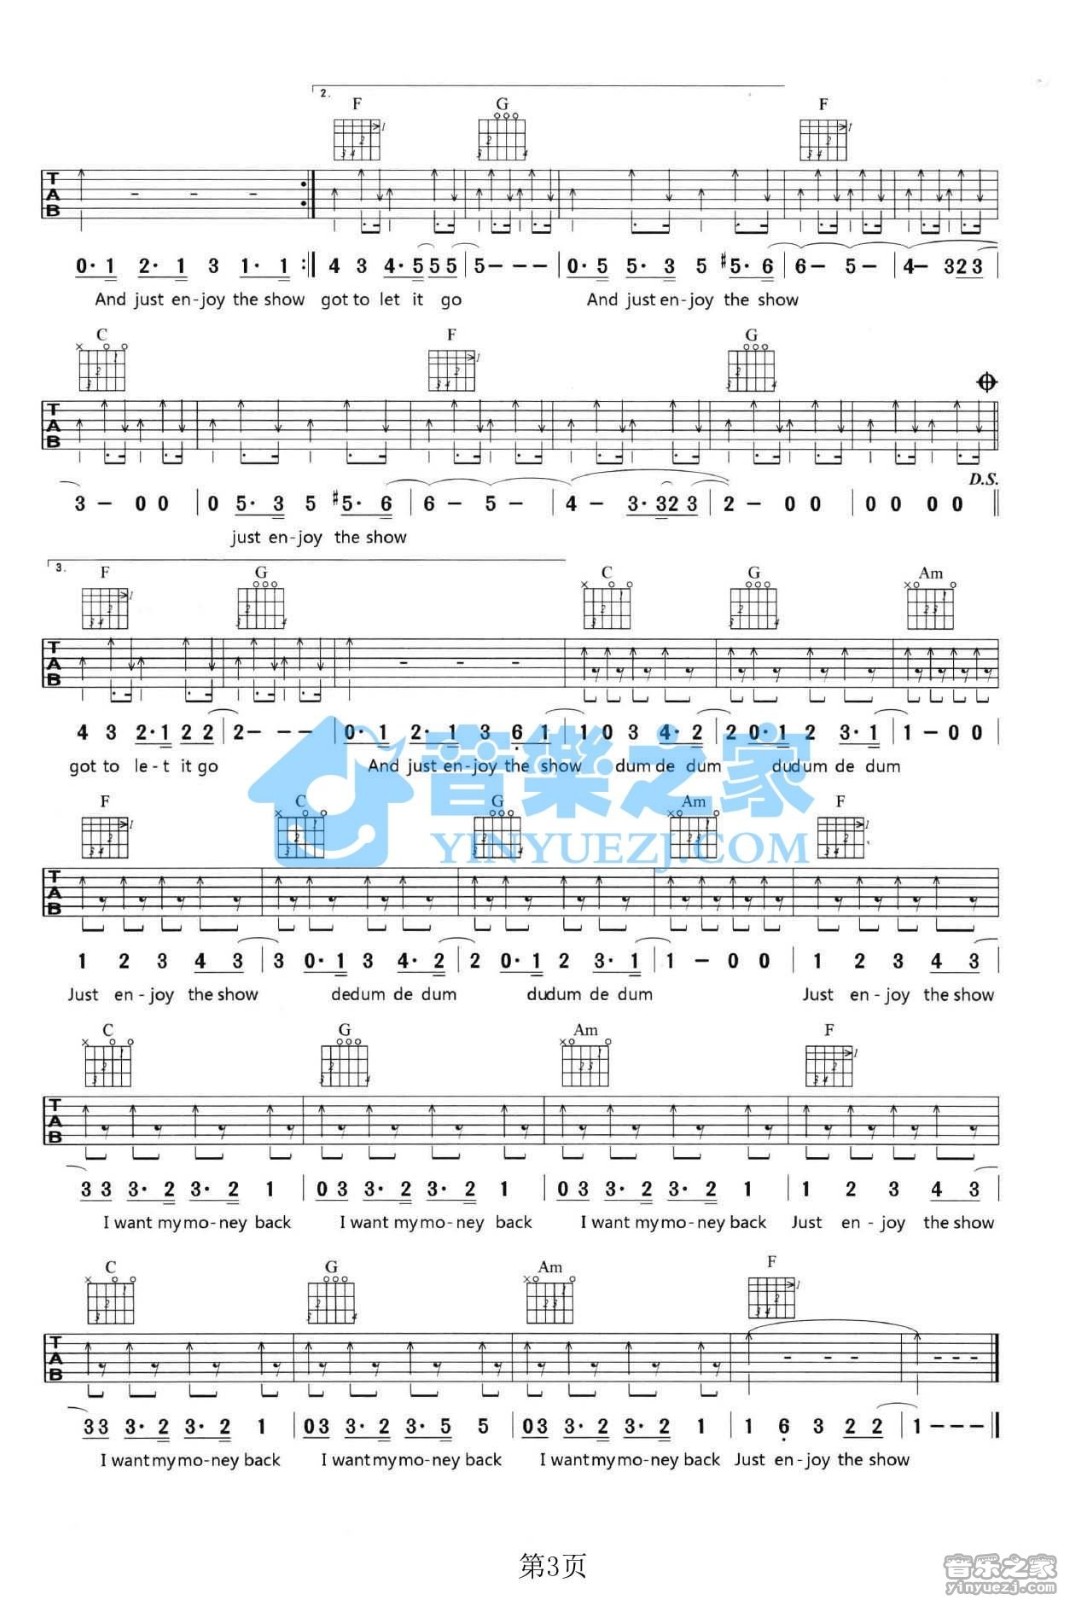 2.
F G F
T A B
0· 1 2· 1 3 1· 1 :‖ 4 3 4· 5 5 5 5 | 5 - - - | 0· 5 5· 3 5 #5· 6 | 6 - 5 - | 4 - 3 2 3
And just en-joy the show got to let it go And just en-joy the show
C F G
T A B
D.S.
3 - 0 0 | 0 5· 3 5 #5· 6 | 6 - 5 - | 4 - 3· 3 2 3 | 2 - 0 0 | 0 0 0 0 ‖
just en-joy the show
3.
F G C G Am
T A B
4 3 2· 1 2 2 | 2 - - - | 0· 1 2· 1 3 6 1 | 1 0 3 4· 2 | 2 0· 1 2 3· 1 | 1 - 0 0
got to le-t it go And just en-joy the show dum de dum dudum de dum
音樂之家
YINYUEZJ.COM
F C G Am F
T A B
1 2 3 4 3 | 3 0· 1 3 4· 2 | 2 0· 1 2 3· 1 | 1 - 0 0 | 1 2 3 4 3
Just en-joy the show dedum de dum dudum de dum Just en-joy the show
C G Am F
T A B
3 3 3· 2 3· 2 1 | 0 3 3· 2 3· 2 1 | 0 3 3· 2 3· 2 1 | 1 2 3 4 3
I want my mo-ney back I want my mo-ney back I want my mo-ney back Just en-joy the show
C G Am F
T A B
3 3 3· 2 3· 2 1 | 0 3 3· 2 3· 5 5 | 0 3 3· 2 3· 2 1 | 1 6 3 2 2 | 1 - - - ‖
I want my mo-ney back I want my mo-ney back I want my mo-ney back Just en-joy the show
第3页
音乐之家
yinyuezj.com